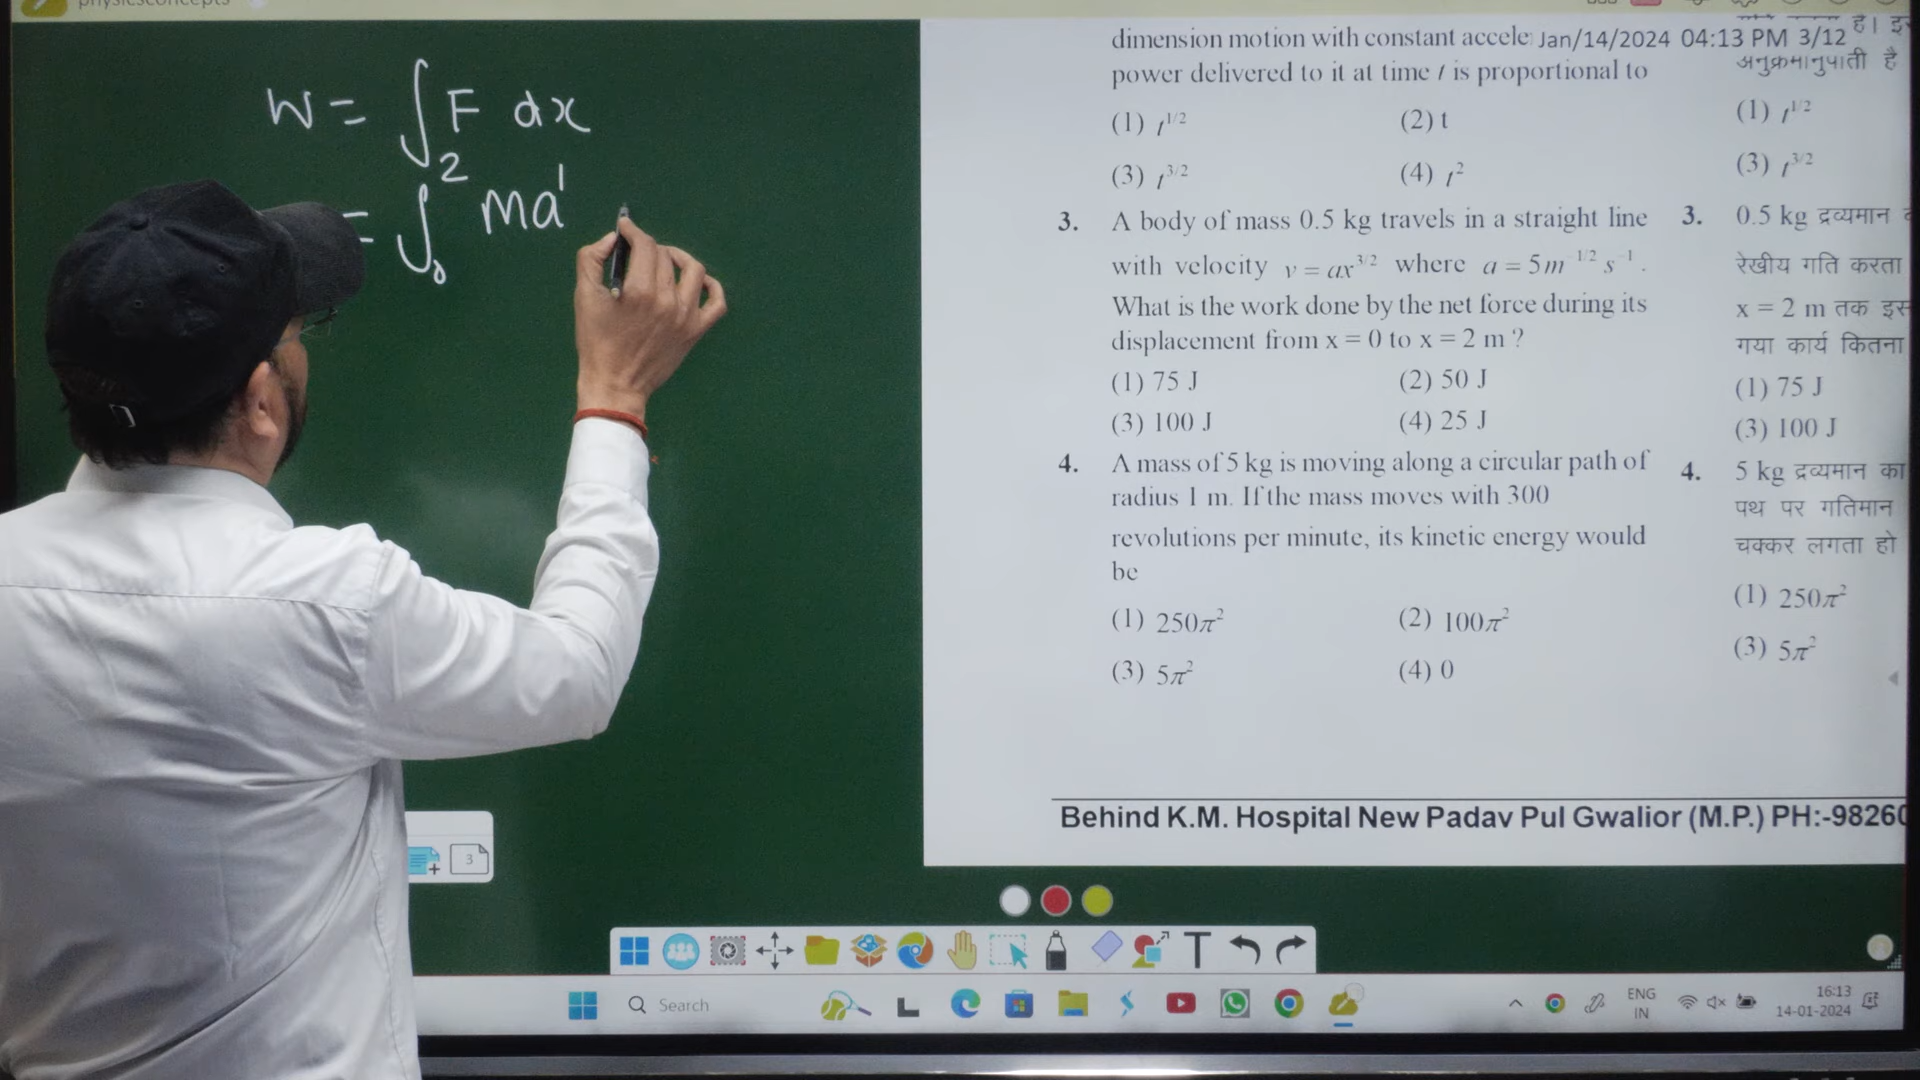 physicsconcepts
W = ∫ F dx
= ∫₀² ma'
dimension motion with constant accele Jan/14/2024 04:13 PM 3/12
power delivered to it at time t is proportional to
(1) t^{1/2} (2) t
(3) t^{3/2} (4) t²
3. A body of mass 0.5 kg travels in a straight line
with velocity v = ax^{3/2} where a = 5m^{-1/2} s^{-1}.
What is the work done by the net force during its
displacement from x = 0 to x = 2 m ?
(1) 75 J (2) 50 J
(3) 100 J (4) 25 J
4. A mass of 5 kg is moving along a circular path of
radius 1 m. If the mass moves with 300
revolutions per minute, its kinetic energy would
be
(1) 250π² (2) 100π²
(3) 5π² (4) 0
है। इ
अनुक्रमानुपाती है
(1) t^{1/2}
(3) t^{3/2}
3. 0.5 kg द्रव्यमान
रेखीय गति करता
x = 2 m तक इस
गया कार्य कितना
(1) 75 J
(3) 100 J
4. 5 kg द्रव्यमान का
पथ पर गतिमान
चक्कर लगता हो
(1) 250π²
(3) 5π²
Behind K.M. Hospital New Padav Pul Gwalior (M.P.) PH:-98260
3
T
Search
ENG
IN
16:13
14-01-2024